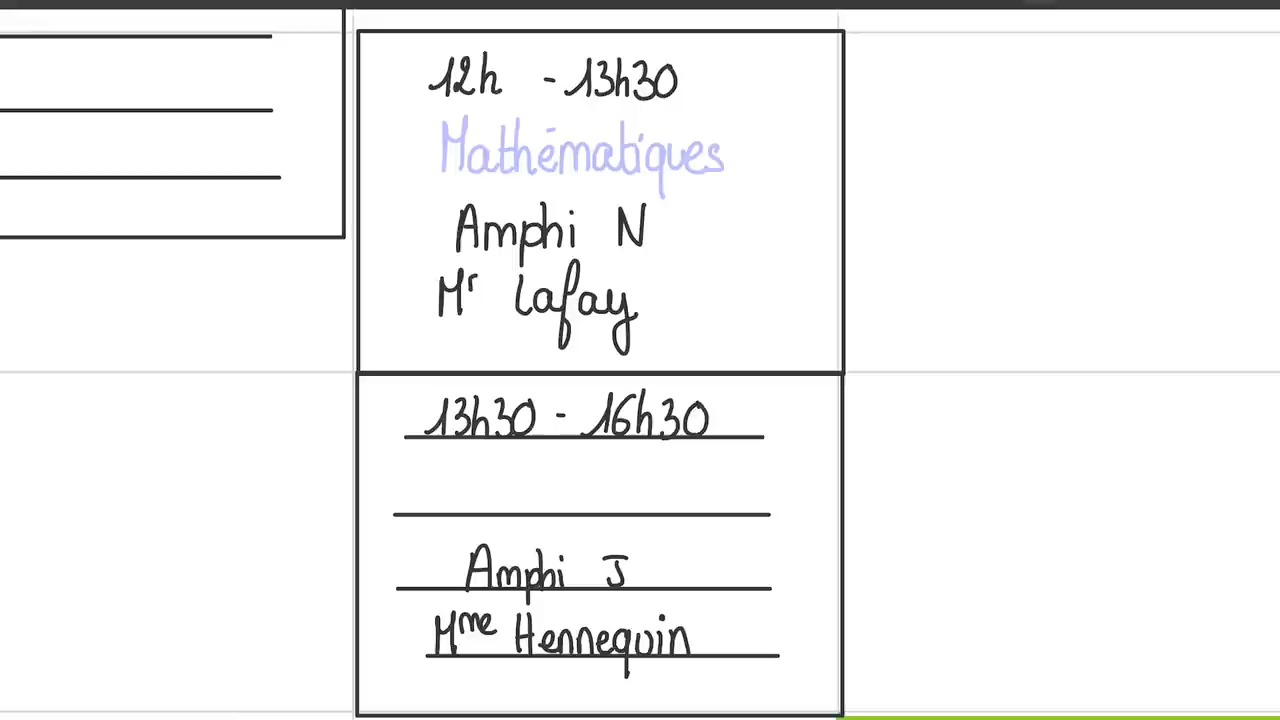 12h - 13h30
Mathématiques
Amphi N
Mr Lafay
13h30 - 16h30
Amphi J
Mme Hennequin